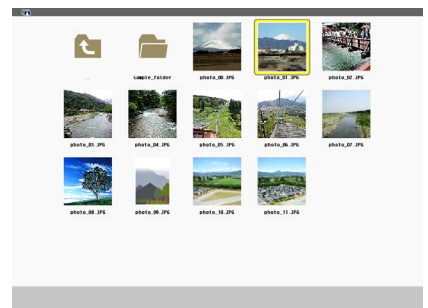 ..
sample_folder
photo_00.JPG
photo_01.JPG
photo_02.JPG
photo_03.JPG
photo_04.JPG
photo_05.JPG
photo_06.JPG
photo_07.JPG
photo_08.JPG
photo_09.JPG
photo_10.JPG
photo_11.JPG